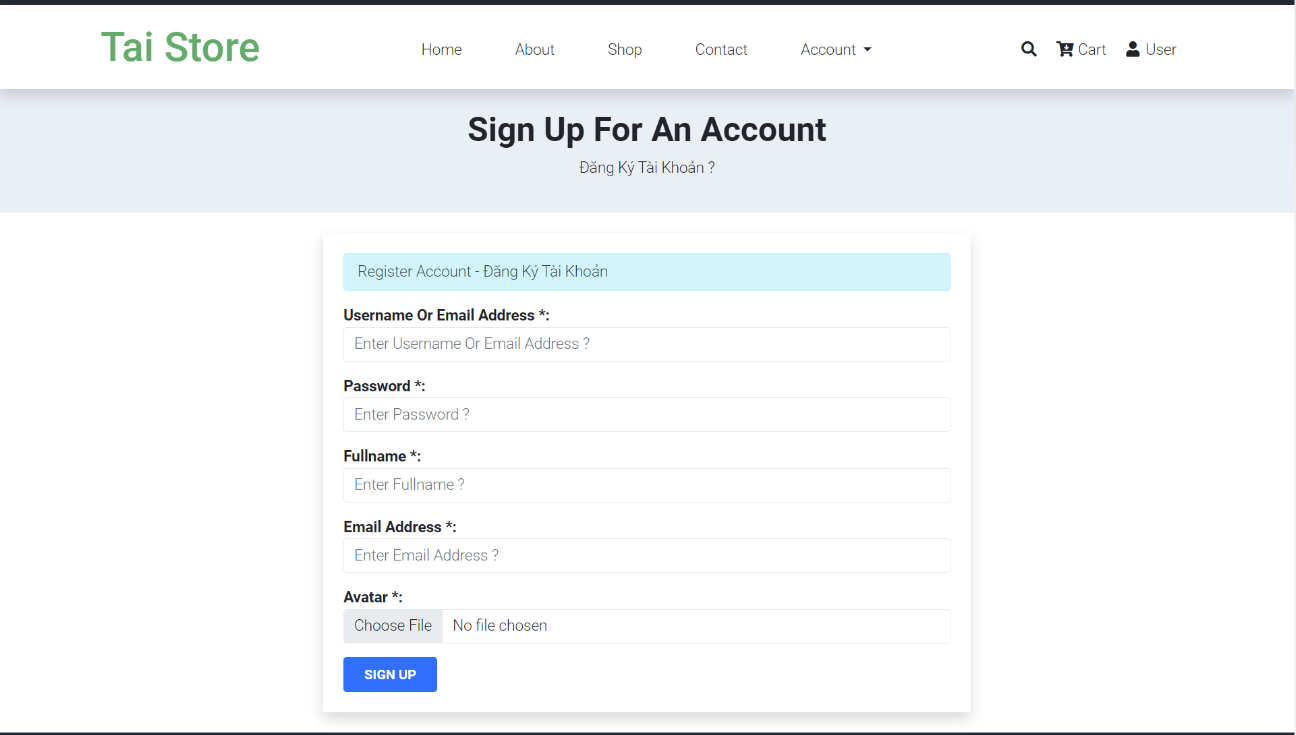 Tai Store Home About Shop Contact Account Cart User
Sign Up For An Account
Đăng Ký Tài Khoản ?
Register Account - Đăng Ký Tài Khoản
Username Or Email Address *:
Enter Username Or Email Address ?
Password *:
Enter Password ?
Fullname *:
Enter Fullname ?
Email Address *:
Enter Email Address ?
Avatar *:
Choose File No file chosen
SIGN UP